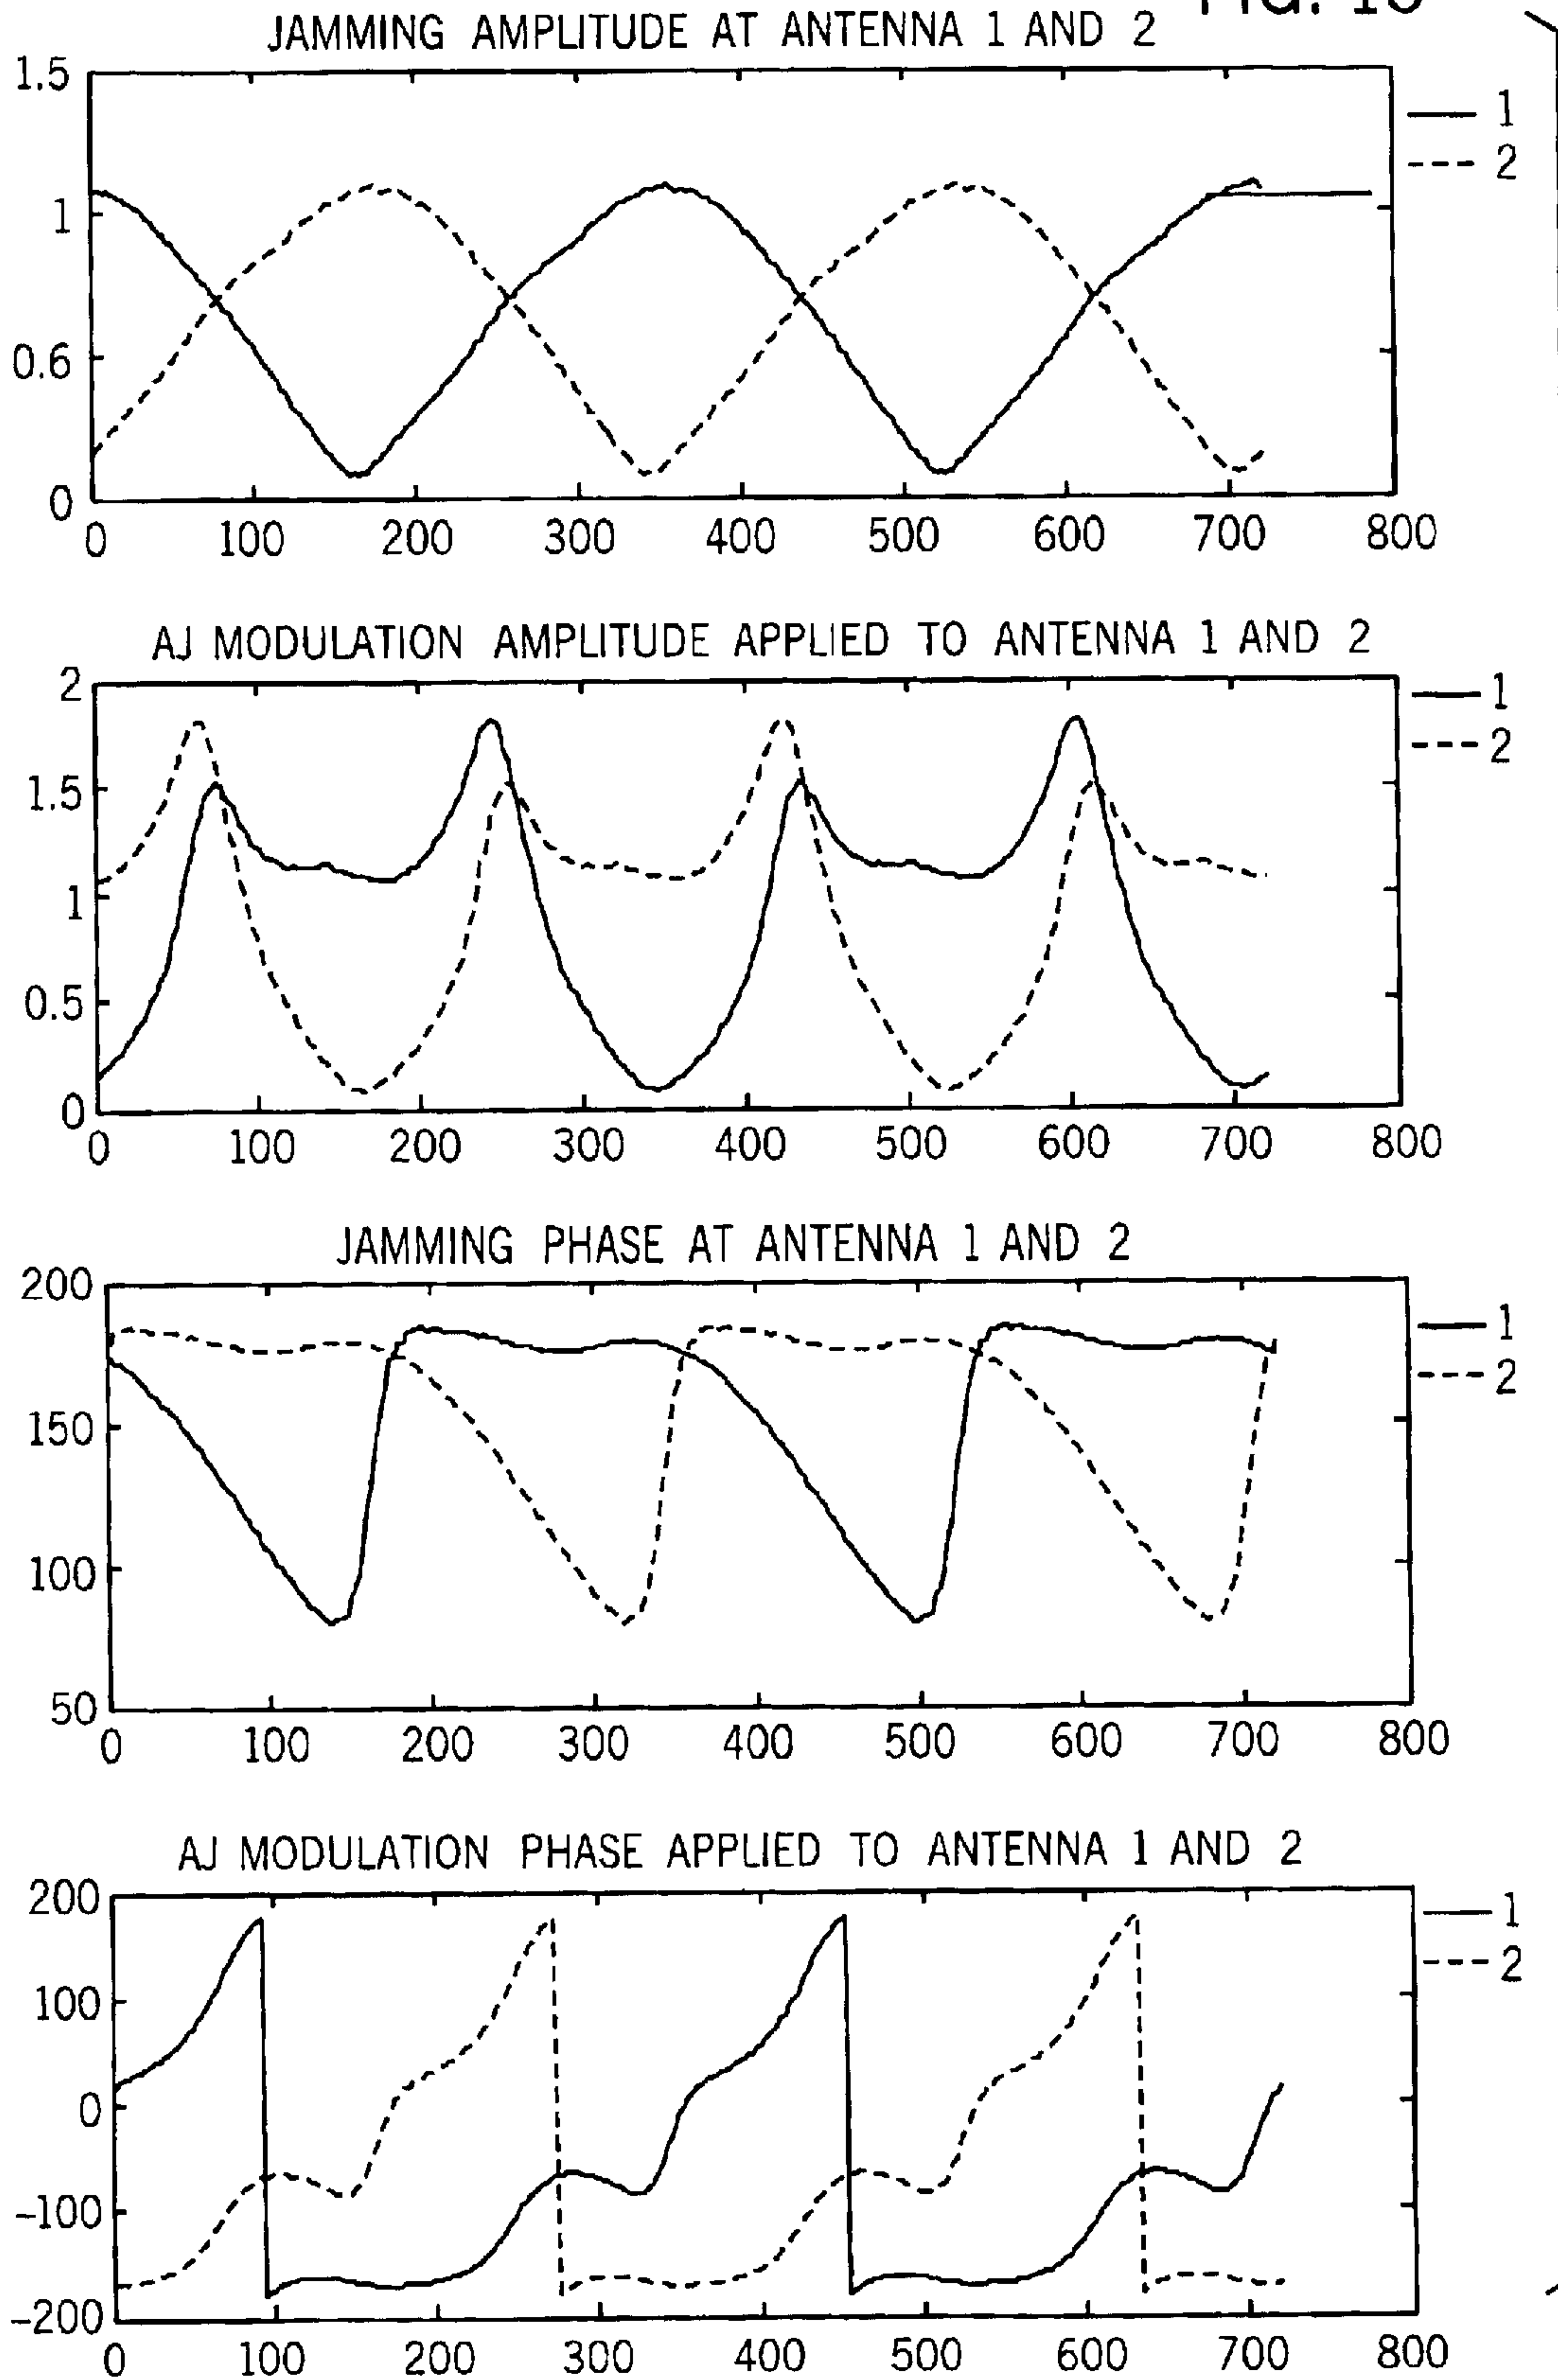 FIG. 10
JAMMING AMPLITUDE AT ANTENNA 1 AND 2
1.5
1
0.6
0
0 100 200 300 400 500 600 700 800
1
2
AJ MODULATION AMPLITUDE APPLIED TO ANTENNA 1 AND 2
2
1.5
1
0.5
0
0 100 200 300 400 500 600 700 800
1
2
JAMMING PHASE AT ANTENNA 1 AND 2
200
150
100
50
0 100 200 300 400 500 600 700 800
1
2
AJ MODULATION PHASE APPLIED TO ANTENNA 1 AND 2
200
100
0
-100
-200
0 100 200 300 400 500 600 700 800
1
2